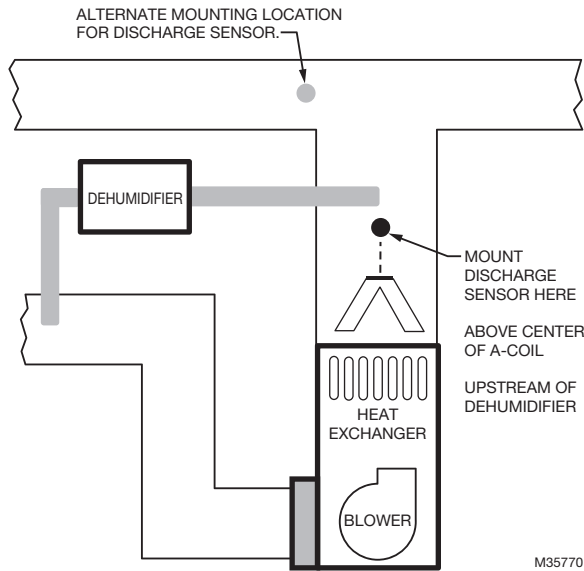 ALTERNATE MOUNTING LOCATION
FOR DISCHARGE SENSOR.
DEHUMIDIFIER
MOUNT
DISCHARGE
SENSOR HERE
ABOVE CENTER
OF A-COIL
UPSTREAM OF
DEHUMIDIFIER
HEAT
EXCHANGER
BLOWER
M35770